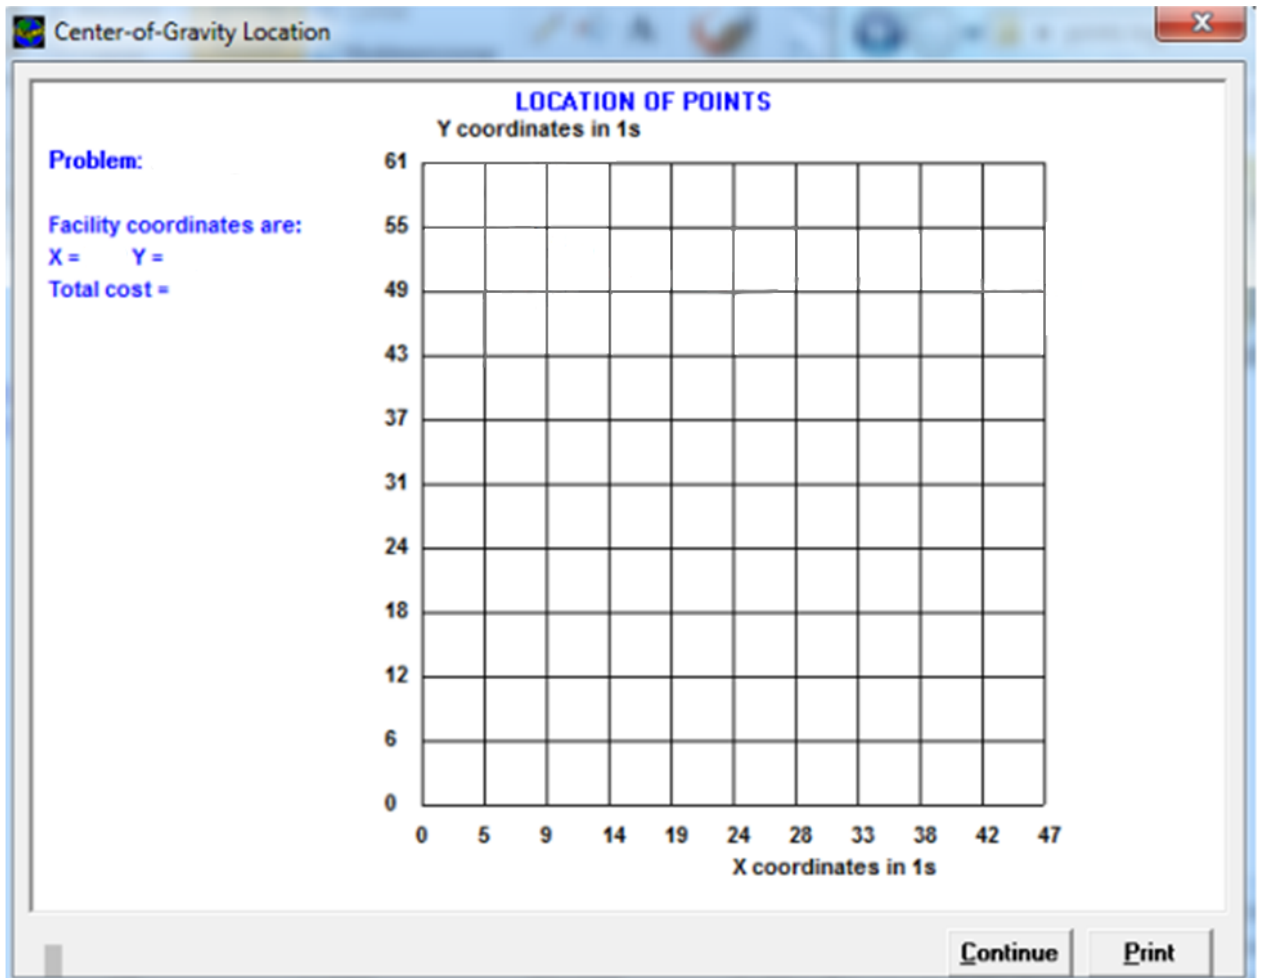 Center-of-Gravity Location
LOCATION OF POINTS
Y coordinates in 1s
Problem:
Facility coordinates are:
X = Y =
Total cost =
61
55
49
43
37
31
24
18
12
6
0
0 5 9 14 19 24 28 33 38 42 47
X coordinates in 1s
Continue Print